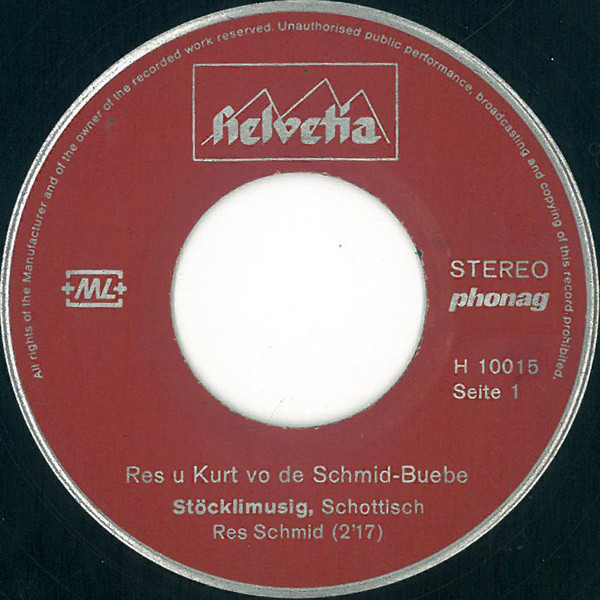 All rights of the Manufacturer and of the owner of the recorded work reserved. Unauthorised public performance, broadcasting and copying of this record prohibited.
helvetia
+ML+
STEREO
phonag
H 10015
Seite 1
Res u Kurt vo de Schmid-Buebe
Stöcklimusig, Schottisch
Res Schmid (2'17)